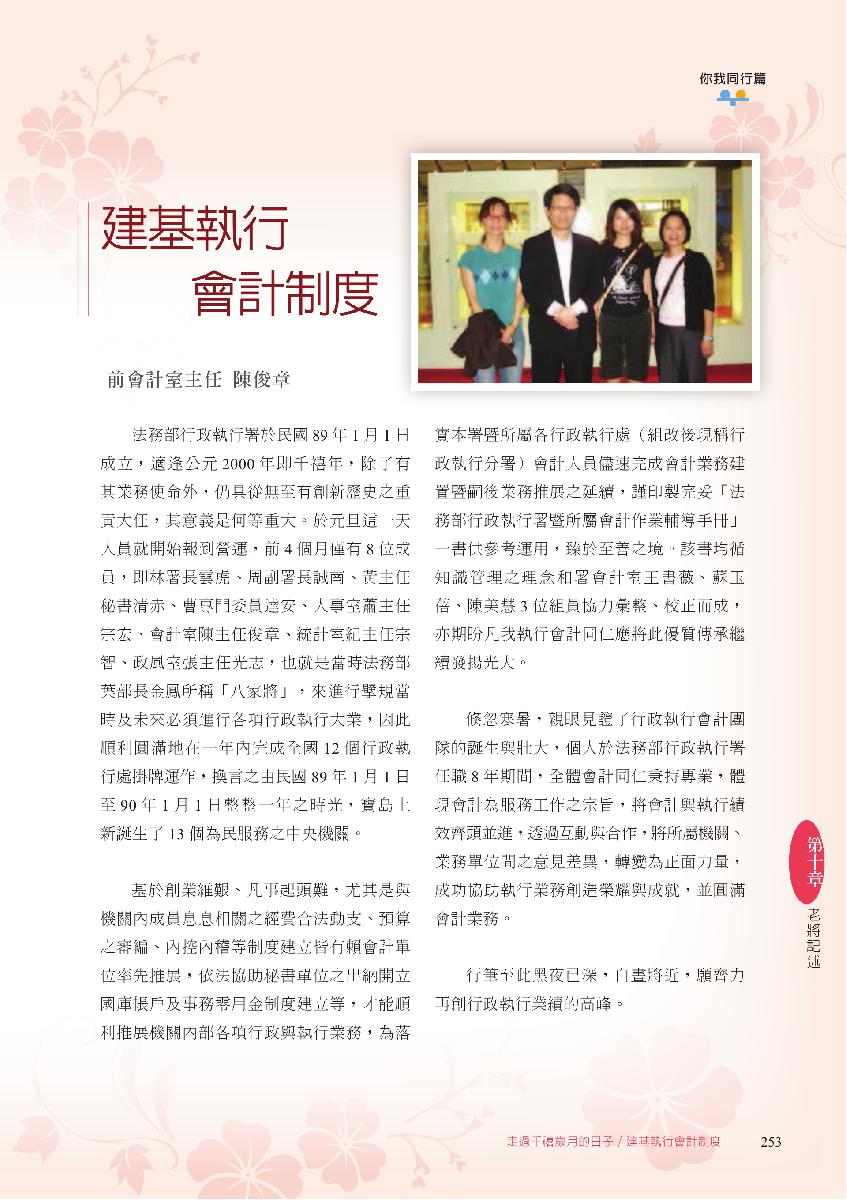 你我同行篇
建基執行
會計制度
前會計室主任 陳俊章
法務部行政執行署於民國 89 年 1 月 1 日
成立，適逢公元 2000 年即千禧年，除了有
其業務使命外，仍具從無至有創新歷史之重
責大任，其意義是何等重大。於元旦這一天
人員就開始報到營運，前 4 個月僅有 8 位成
員，即林署長雲虎、周副署長誠南、黃主任
秘書清赤、曹專門委員達安、人事室蕭主任
宗宏、會計室陳主任俊章、統計室紀主任宗
智、政風室張主任光志，也就是當時法務部
葉部長金鳳所稱「八家將」，來進行擘規當
時及未來必須進行各項行政執行大業，因此
順利圓滿地在一年內完成全國 12 個行政執
行處掛牌運作，換言之由民國 89 年 1 月 1 日
至 90 年 1 月 1 日整整一年之時光，寶島上
新誕生了 13 個為民服務之中央機關。
基於創業維艱、凡事起頭難，尤其是與
機關內成員息息相關之經費合法動支、預算
之審編、內控內稽等制度建立皆有賴會計單
位率先推展，依法協助秘書單位之出納開立
國庫帳戶及事務零用金制度建立等，才能順
利推展機關內部各項行政與執行業務，為落
實本署暨所屬各行政執行處（組改後現稱行
政執行分署）會計人員儘速完成會計業務建
置暨嗣後業務推展之延續，謹印製完妥「法
務部行政執行署暨所屬會計作業輔導手冊」
一書供參考運用，臻於至善之境。該書均循
知識管理之理念和署會計室王書薇、蘇玉
蓓、陳美慧 3 位組員協力彙整、校正而成，
亦期盼凡我執行會計同仁應將此優質傳承繼
續發揚光大。
倏忽寒暑，親眼見證了行政執行會計團
隊的誕生與壯大，個人於法務部行政執行署
任職 8 年期間，全體會計同仁秉持專業，體
現會計為服務工作之宗旨，將會計與執行績
效齊頭並進，透過互動與合作，將所屬機關、
業務單位間之意見差異，轉變為正面力量，
成功協助執行業務創造榮耀與成就，並圓滿
會計業務。
行筆至此黑夜已深，白晝將近，願齊力
再創行政執行業績的高峰。
第十章
老將記述
走過千禧歲月的日子 / 建基執行會計制度
253